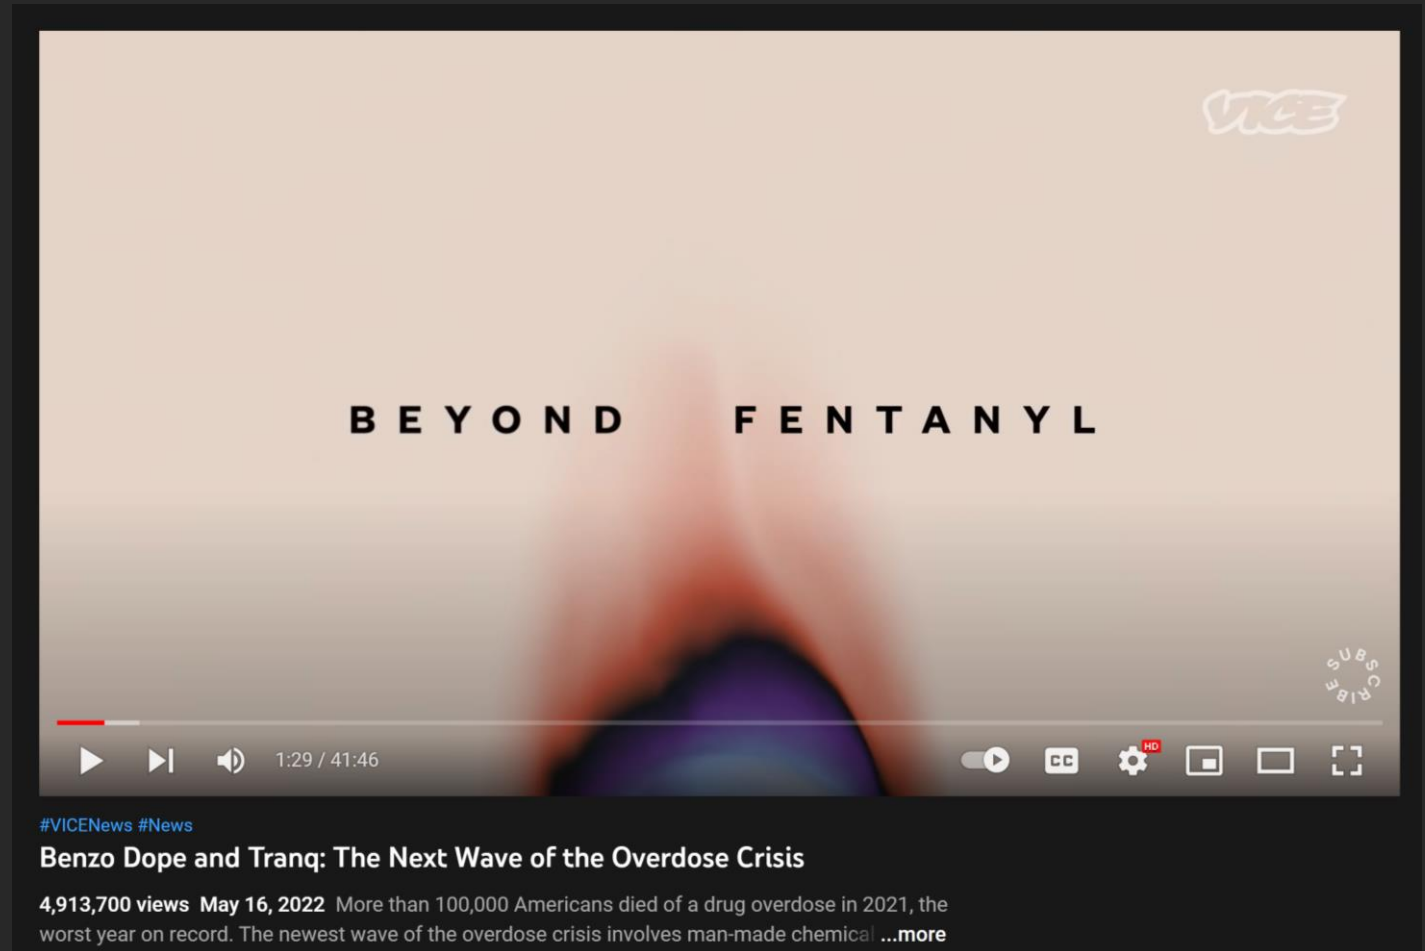 VICE
BEYOND FENTANYL
SUBSCRIBE
1:29 / 41:46
CC
HD
#VICENews #News
Benzo Dope and Tranq: The Next Wave of the Overdose Crisis
4,913,700 views May 16, 2022 More than 100,000 Americans died of a drug overdose in 2021, the
worst year on record. The newest wave of the overdose crisis involves man-made chemical ...more